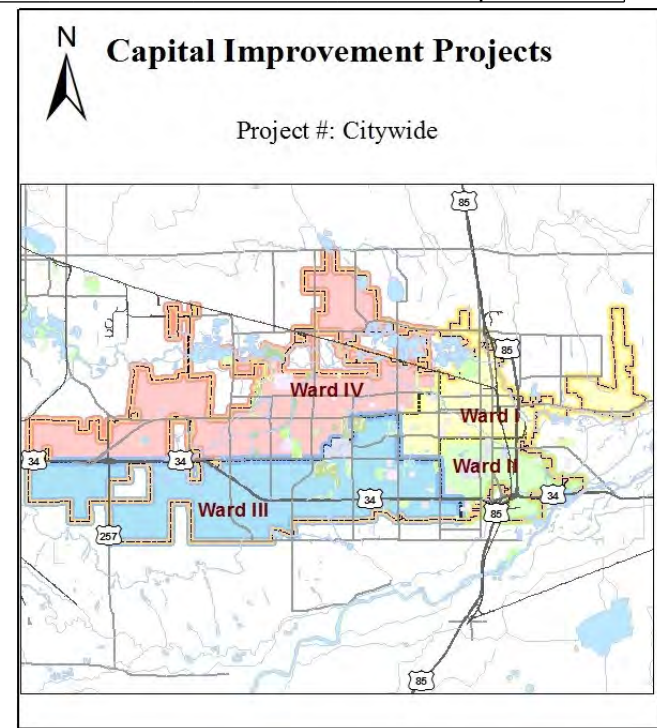 N
Capital Improvement Projects
Project #: Citywide
85
85
Ward IV
Ward I
34
34
Ward II
Ward III
34
34
85
257
85